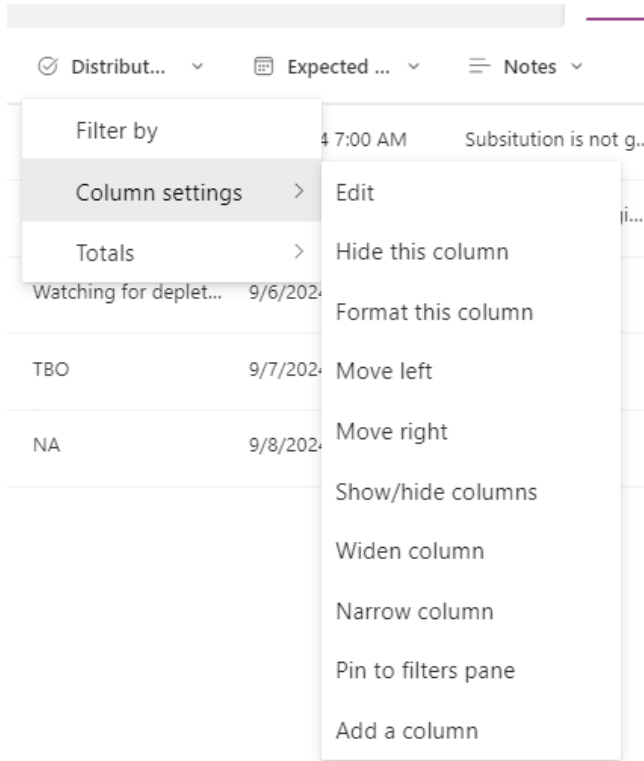 Distribut... Expected ... Notes
Filter by
4 7:00 AM Subsitution is not g...
Column settings
Edit
gi...
Totals
Hide this column
Watching for deplet... 9/6/2024
Format this column
TBO 9/7/2024
Move left
NA 9/8/2024
Move right
Show/hide columns
Widen column
Narrow column
Pin to filters pane
Add a column